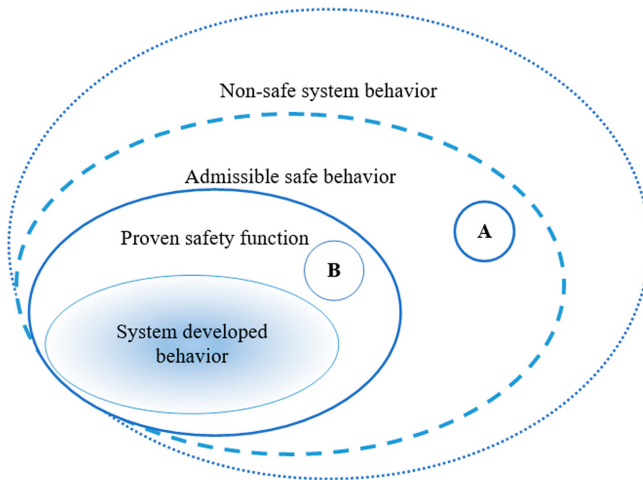 Non-safe system behavior
Admissible safe behavior
A
Proven safety function
B
System developed
behavior